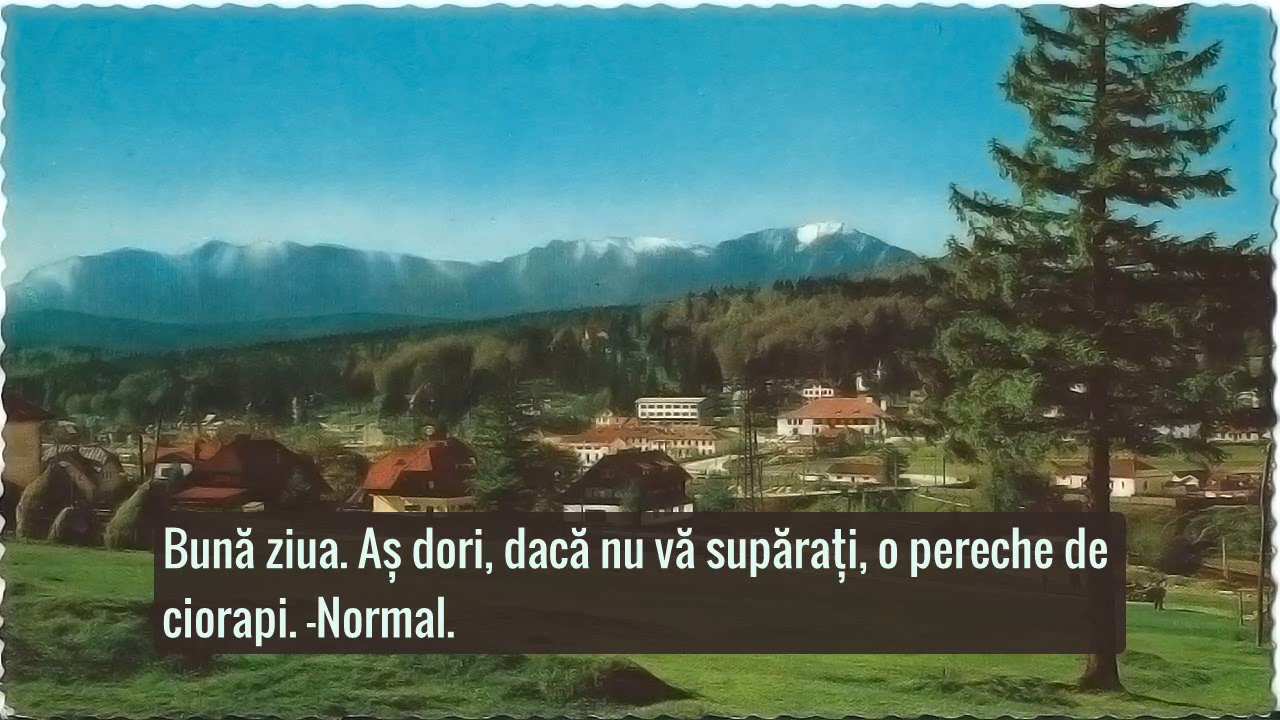 Bună ziua. Aș dori, dacă nu vă supărați, o pereche de
ciorapi. -Normal.